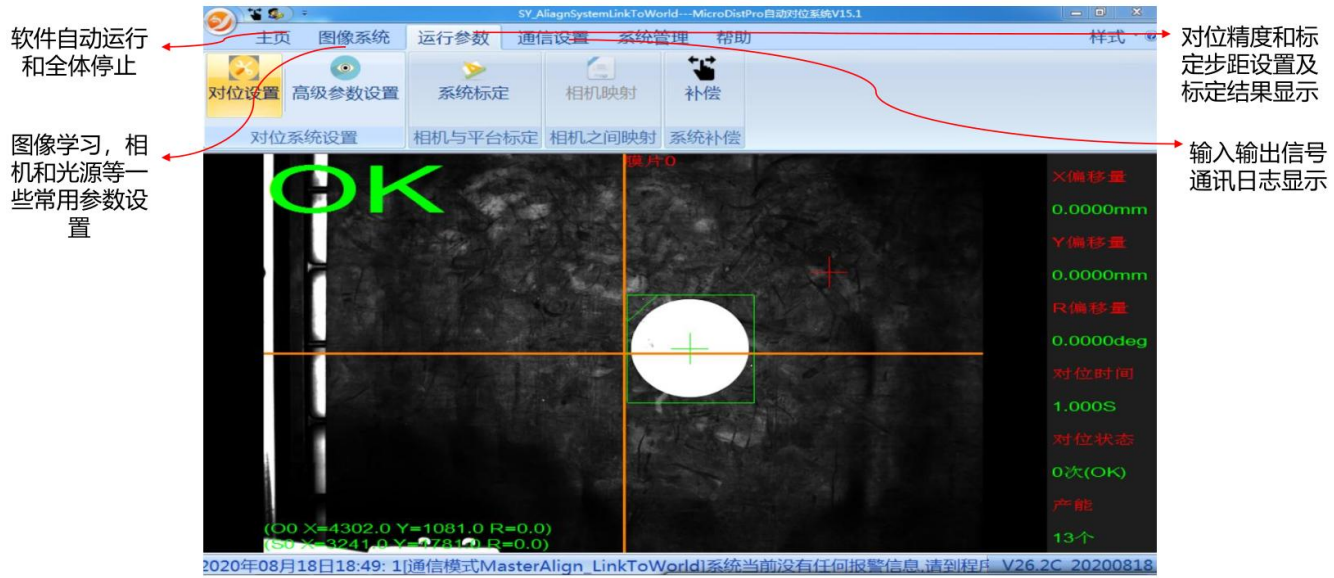 SY_AliagnSystemLinkToWorld---MicroDistPro自动对位系统V15.1
主页 图像系统 运行参数 通信设置 系统管理 帮助 样式
对位设置 高级参数设置 系统标定 相机映射 补偿
对位系统设置 相机与平台标定 相机之间映射 系统补偿
软件自动运行
和全体停止
图像学习，相
机和光源等一
些常用参数设
置
对位精度和标
定步距设置及
标定结果显示
输入输出信号
通讯日志显示
OK
膜片0
X偏移量
0.0000mm
Y偏移量
0.0000mm
R偏移量
0.0000deg
对位时间
1.000S
对位状态
0次(OK)
产能
13个
(O0 X=4302.0 Y=1081.0 R=0.0)
(S0 X=3241.0 Y=1781.0 R=0.0)
2020年08月18日18:49: 1[通信模式MasterAlign_LinkToWorld]系统当前没有任何报警信息,请到程序 V26.2C_20200818